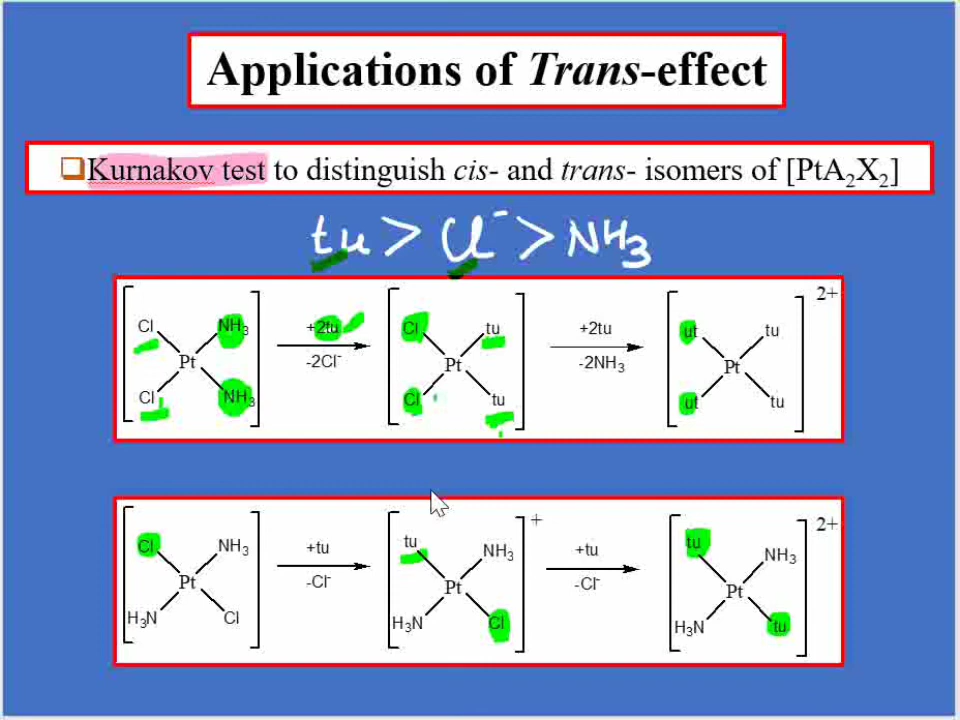 Applications of Trans-effect
Kurnakov test to distinguish cis- and trans- isomers of [PtA₂X₂]
tu > Cl⁻ > NH₃
Cl NH₃ +2tu Cl tu +2tu ut tu 2+
Pt -2Cl⁻ Pt -2NH₃ Pt
Cl NH₃ Cl tu ut tu
Cl NH₃ +tu tu NH₃ + +tu tu NH₃ 2+
Pt -Cl⁻ Pt -Cl⁻ Pt
H₃N Cl H₃N Cl H₃N tu